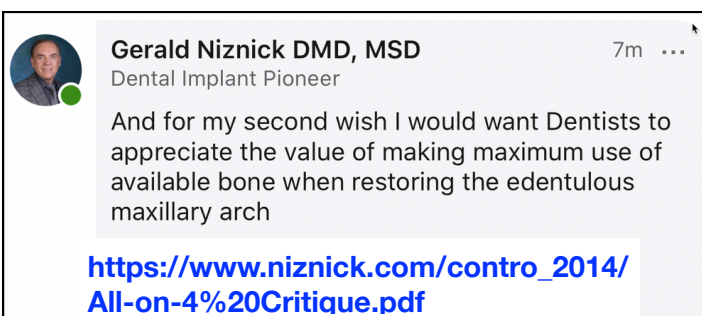 Gerald Niznick DMD, MSD
7m ...
Dental Implant Pioneer
And for my second wish I would want Dentists to
appreciate the value of making maximum use of
available bone when restoring the edentulous
maxillary arch
https://www.niznick.com/contro_2014/
All-on-4%20Critique.pdf